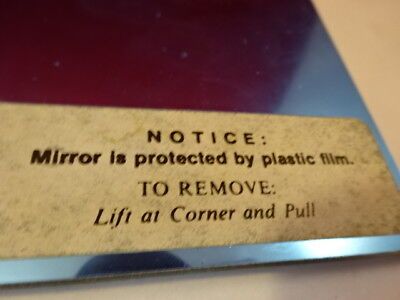 NOTICE:
Mirror is protected by plastic film.
TO REMOVE:
Lift at Corner and Pull